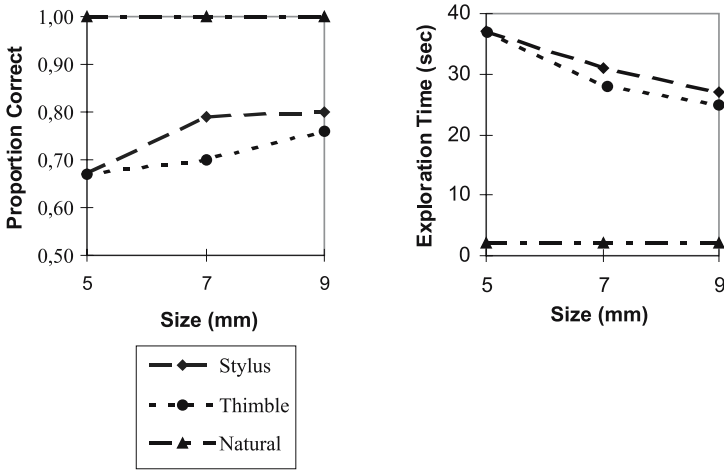 Proportion Correct
1,00
0,90
0,80
0,70
0,60
0,50
5
7
9
Size (mm)
Exploration Time (sec)
40
30
20
10
0
5
7
9
Size (mm)
Stylus
Thimble
Natural